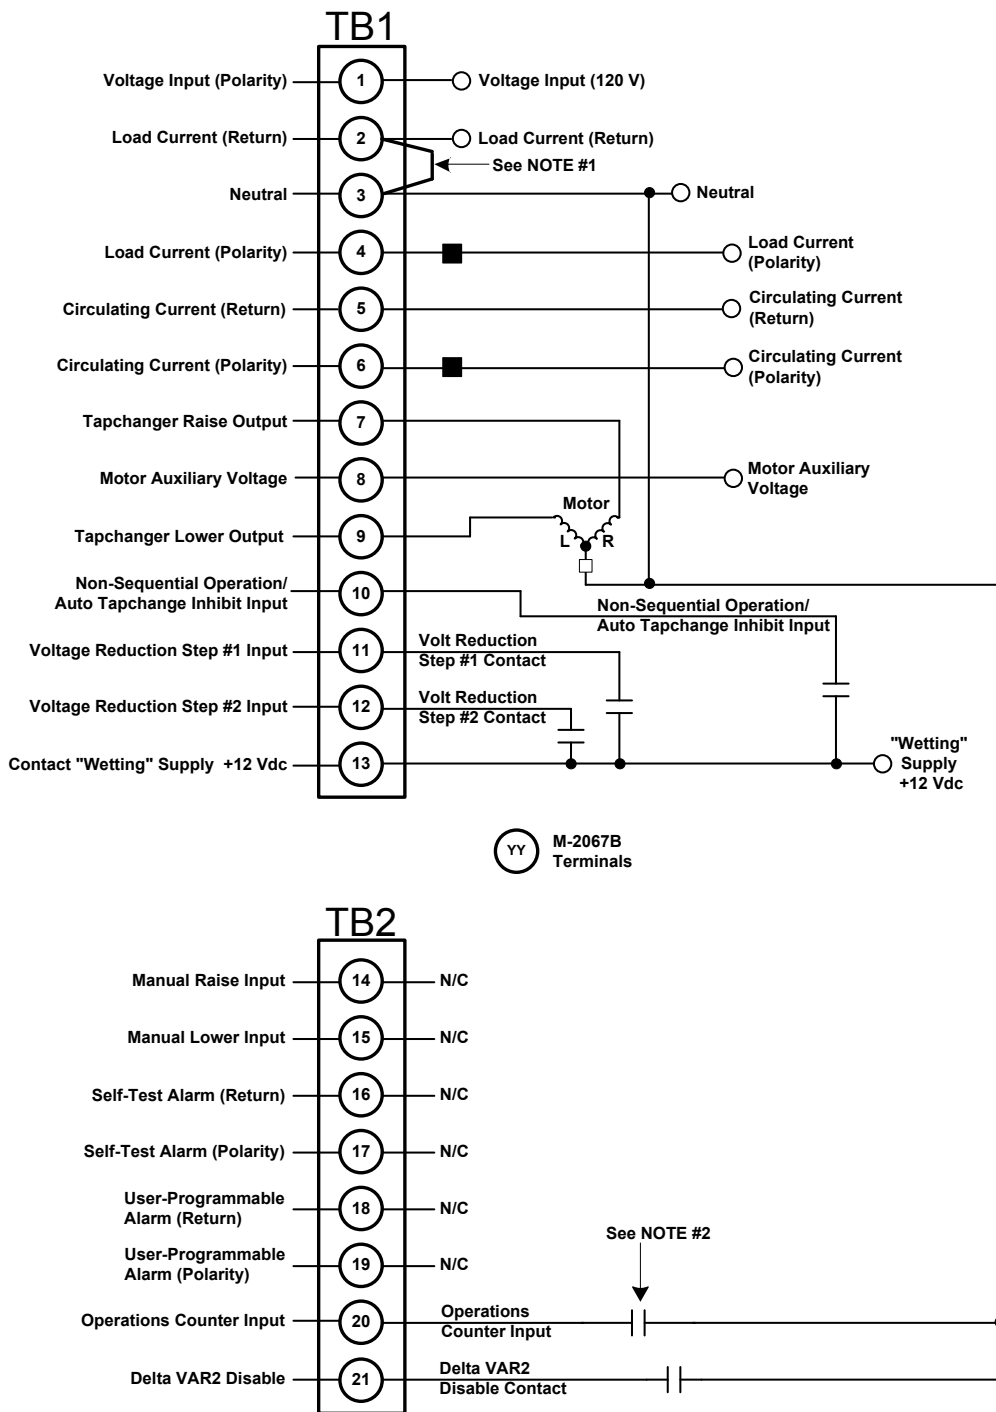 TB1
Voltage Input (Polarity) 1 Voltage Input (120 V)
Load Current (Return) 2 Load Current (Return)
See NOTE #1
Neutral 3 Neutral
Load Current (Polarity) 4 Load Current
(Polarity)
Circulating Current (Return) 5 Circulating Current
(Return)
Circulating Current (Polarity) 6 Circulating Current
(Polarity)
Tapchanger Raise Output 7
Motor Auxiliary Voltage 8 Motor Auxiliary
Voltage
Motor
Tapchanger Lower Output 9 L R
Non-Sequential Operation/
Auto Tapchange Inhibit Input 10
Non-Sequential Operation/
Auto Tapchange Inhibit Input
Voltage Reduction Step #1 Input 11 Volt Reduction
Step #1 Contact
Voltage Reduction Step #2 Input 12 Volt Reduction
Step #2 Contact
Contact "Wetting" Supply +12 Vdc 13 "Wetting"
Supply
+12 Vdc
YY M-2067B
Terminals
TB2
Manual Raise Input 14 N/C
Manual Lower Input 15 N/C
Self-Test Alarm (Return) 16 N/C
Self-Test Alarm (Polarity) 17 N/C
User-Programmable
Alarm (Return) 18 N/C
See NOTE #2
User-Programmable
Alarm (Polarity) 19 N/C
Operations Counter Input 20 Operations
Counter Input
Delta VAR2 Disable 21 Delta VAR2
Disable Contact